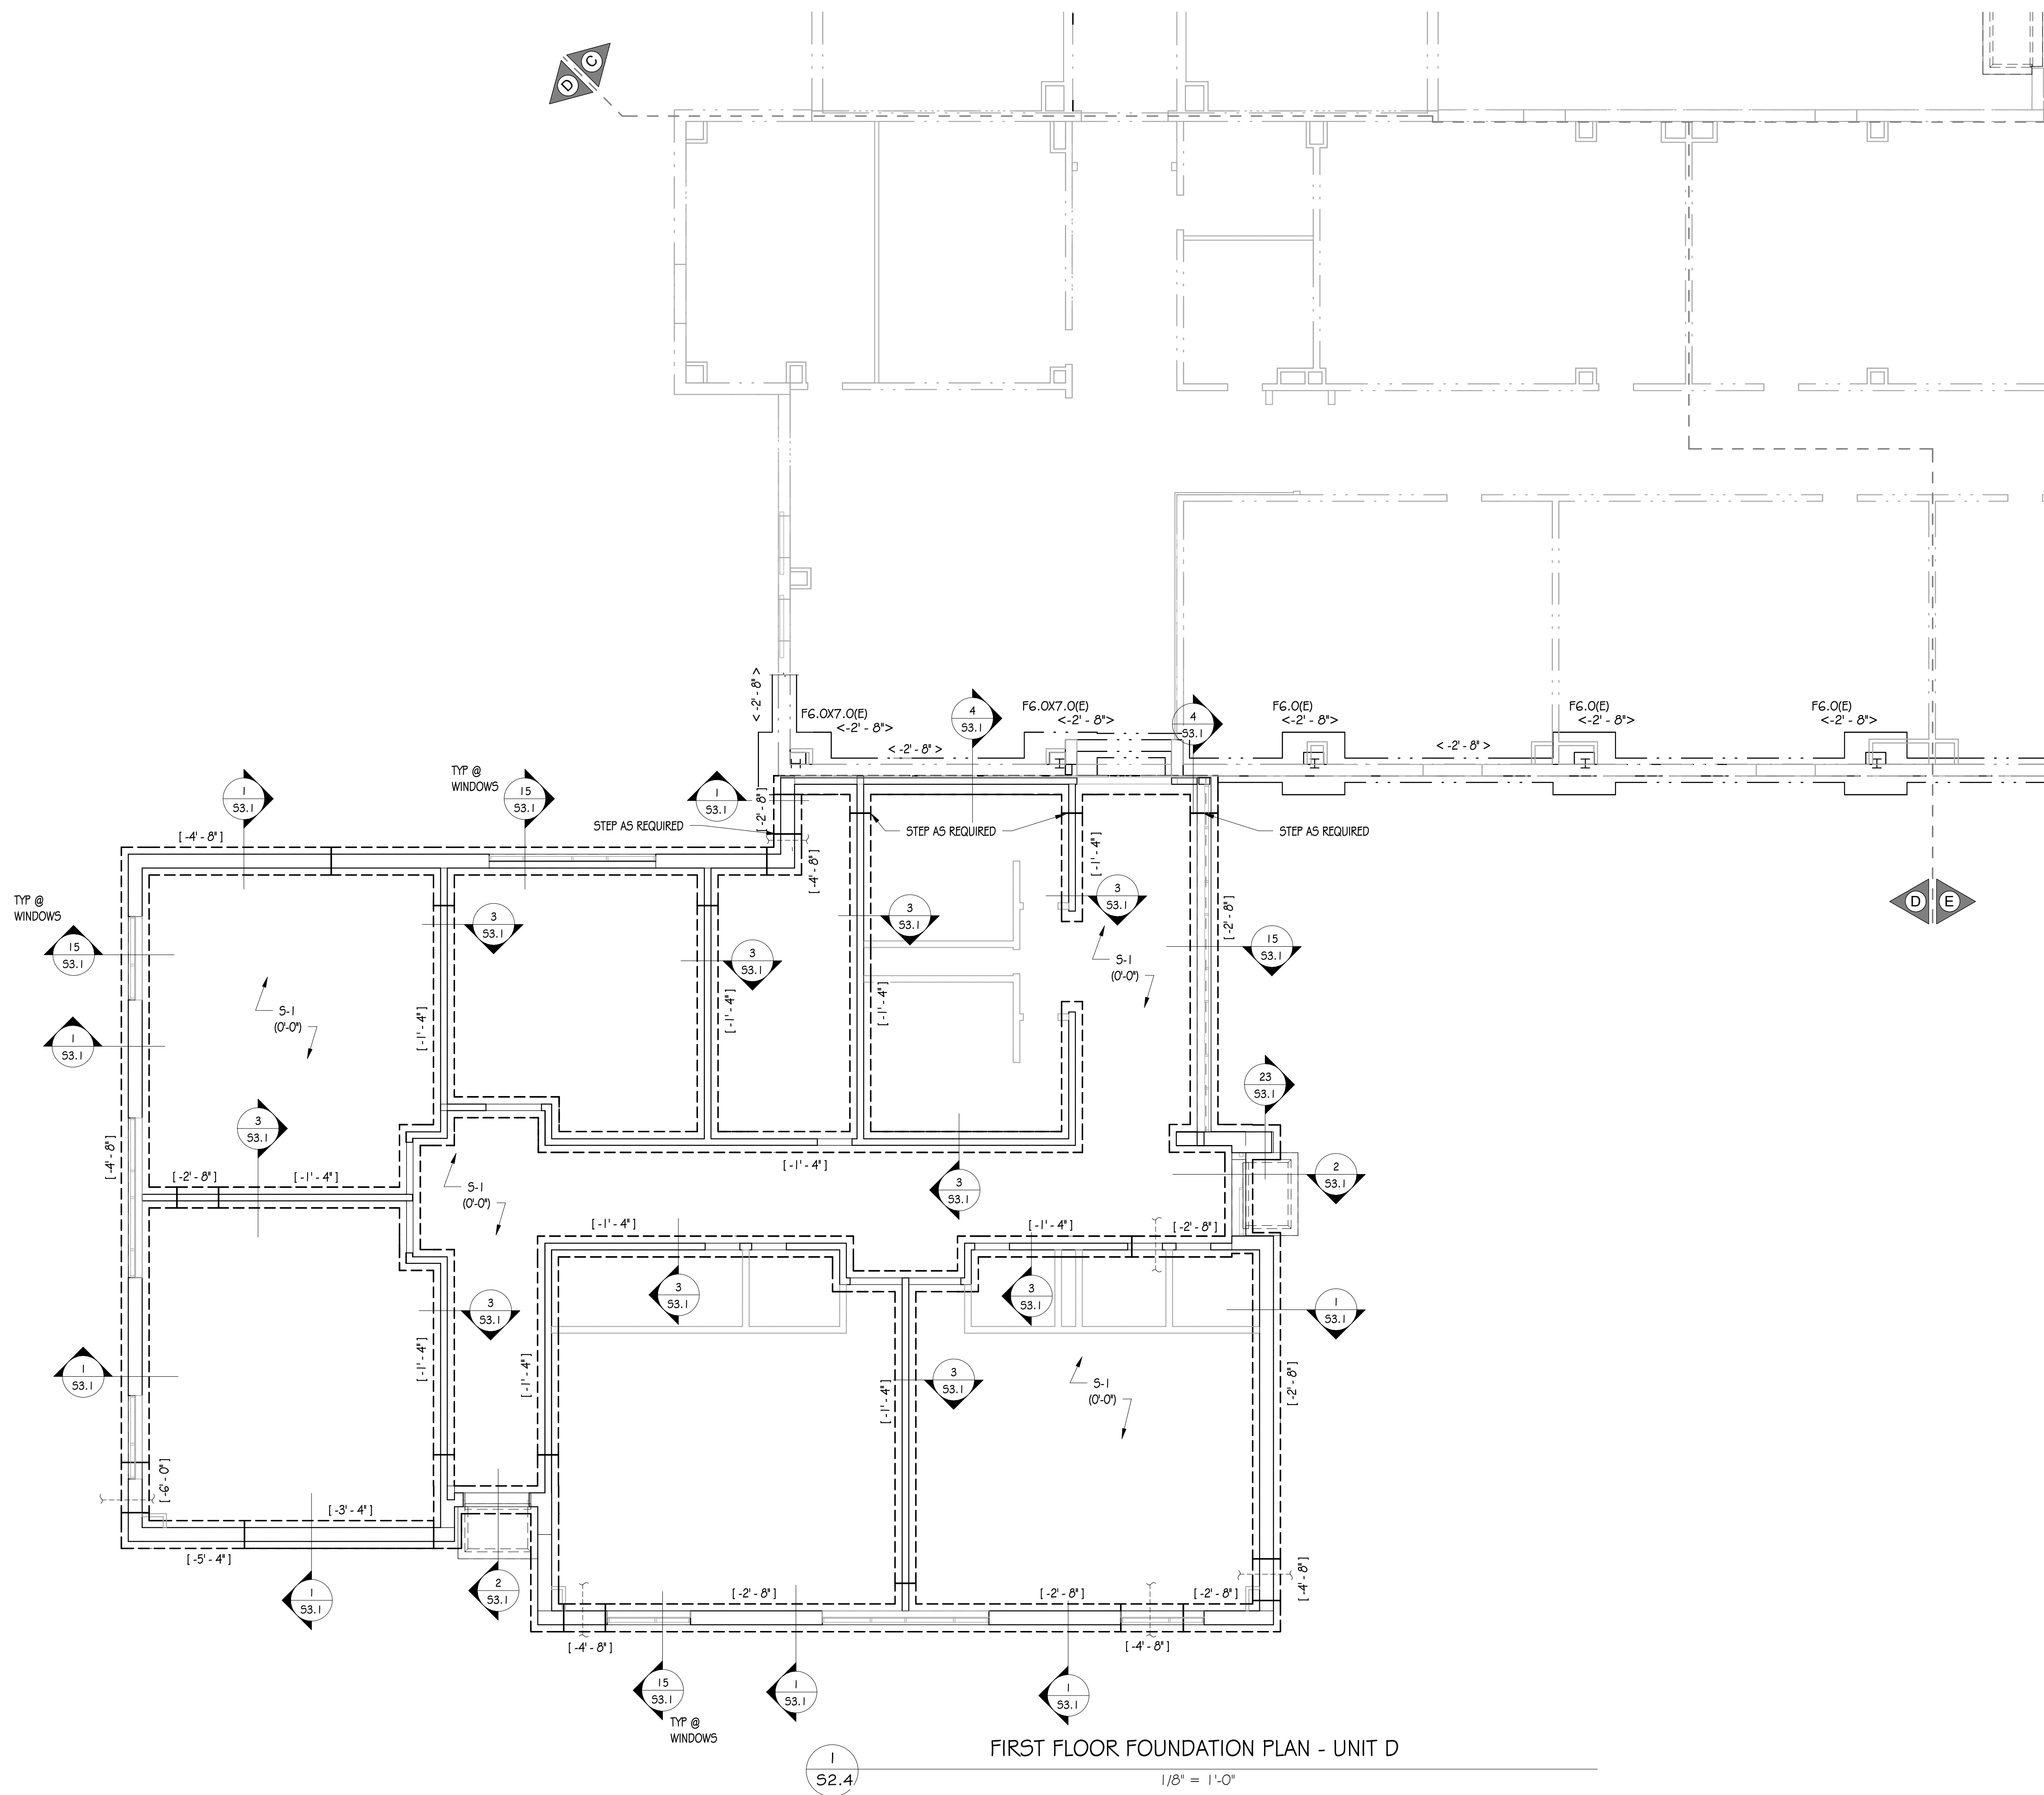 C
D
F6.0X7.0(E)
<-2' - 8">
< -2' - 8" >
4
S3.1
F6.0X7.0(E)
<-2' - 8">
4
S3.1
F6.0(E)
<-2' - 8">
F6.0(E)
<-2' - 8">
F6.0(E)
<-2' - 8">
< -2' - 8" >
< -2' - 8" >
TYP @
WINDOWS
1
S3.1
15
S3.1
1
S3.1
[ -2' - 8"]
STEP AS REQUIRED
STEP AS REQUIRED
STEP AS REQUIRED
[ -4' - 8" ]
[ -4' - 8"]
[ -1' - 4"]
TYP @
WINDOWS
15
S3.1
3
S3.1
3
S3.1
3
S3.1
3
S3.1
[ -2' - 8"]
15
S3.1
D
E
S-1
(0'-0")
S-1
(0'-0")
1
S3.1
[ -1' - 4"]
[ -1' - 4"]
[ -1' - 4"]
23
S3.1
3
S3.1
[ -4' - 8"]
[ -2' - 8" ]
[ -1' - 4" ]
[ -1' - 4" ]
S-1
(0'-0")
3
S3.1
2
S3.1
[ -1' - 4" ]
[ -1' - 4" ]
[ -2' - 8" ]
3
S3.1
3
S3.1
3
S3.1
1
S3.1
1
S3.1
[ -1' - 4"]
[ -1' - 4"]
[ -1' - 4"]
3
S3.1
S-1
(0'-0")
[ -2' - 8"]
[ -6' - 0"]
[ -3' - 4" ]
[ -5' - 4" ]
1
S3.1
2
S3.1
[ -2' - 8" ]
[ -2' - 8" ]
[ -2' - 8" ]
[ -4' - 8"]
[ -4' - 8" ]
[ -4' - 8" ]
15
S3.1
TYP @
WINDOWS
1
S3.1
1
S3.1
1
S2.4
FIRST FLOOR FOUNDATION PLAN - UNIT D
1/8" = 1'-0"